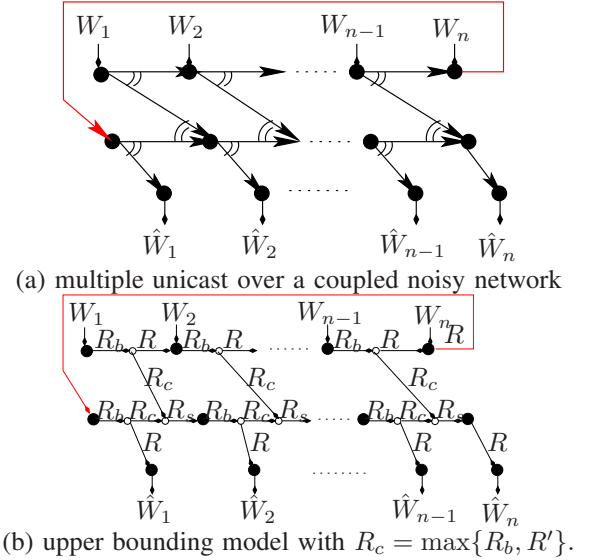 W_1 W_2 W_{n-1} W_n
Ŵ_1 Ŵ_2 Ŵ_{n-1} Ŵ_n
(a) multiple unicast over a coupled noisy network
W_1 W_2 W_{n-1} W_n
R_b R R_b R R_b R R
R_c R_c R_c
R_b R_c R_s R_b R_c R_s R_b R_c R_s
R R R R
Ŵ_1 Ŵ_2 Ŵ_{n-1} Ŵ_n
(b) upper bounding model with R_c = max{R_b, R'}.